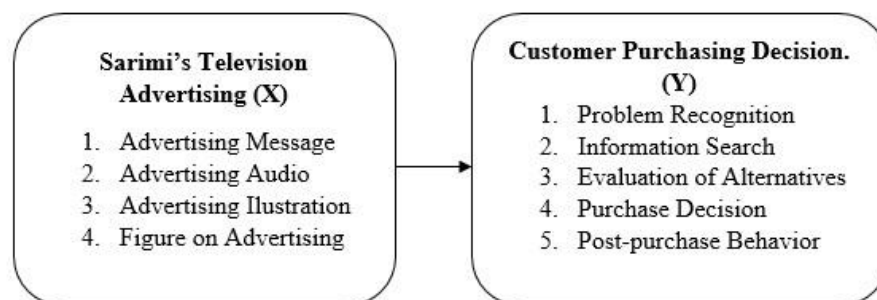 Sarimi's Television
Advertising (X)
1. Advertising Message
2. Advertising Audio
3. Advertising Ilustration
4. Figure on Advertising
Customer Purchasing Decision.
(Y)
1. Problem Recognition
2. Information Search
3. Evaluation of Alternatives
4. Purchase Decision
5. Post-purchase Behavior